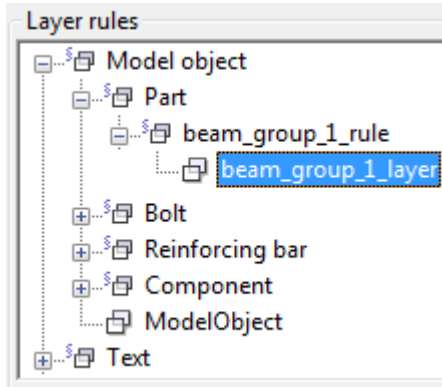 Layer rules
Model object
Part
beam_group_1_rule
beam_group_1_layer
Bolt
Reinforcing bar
Component
ModelObject
Text